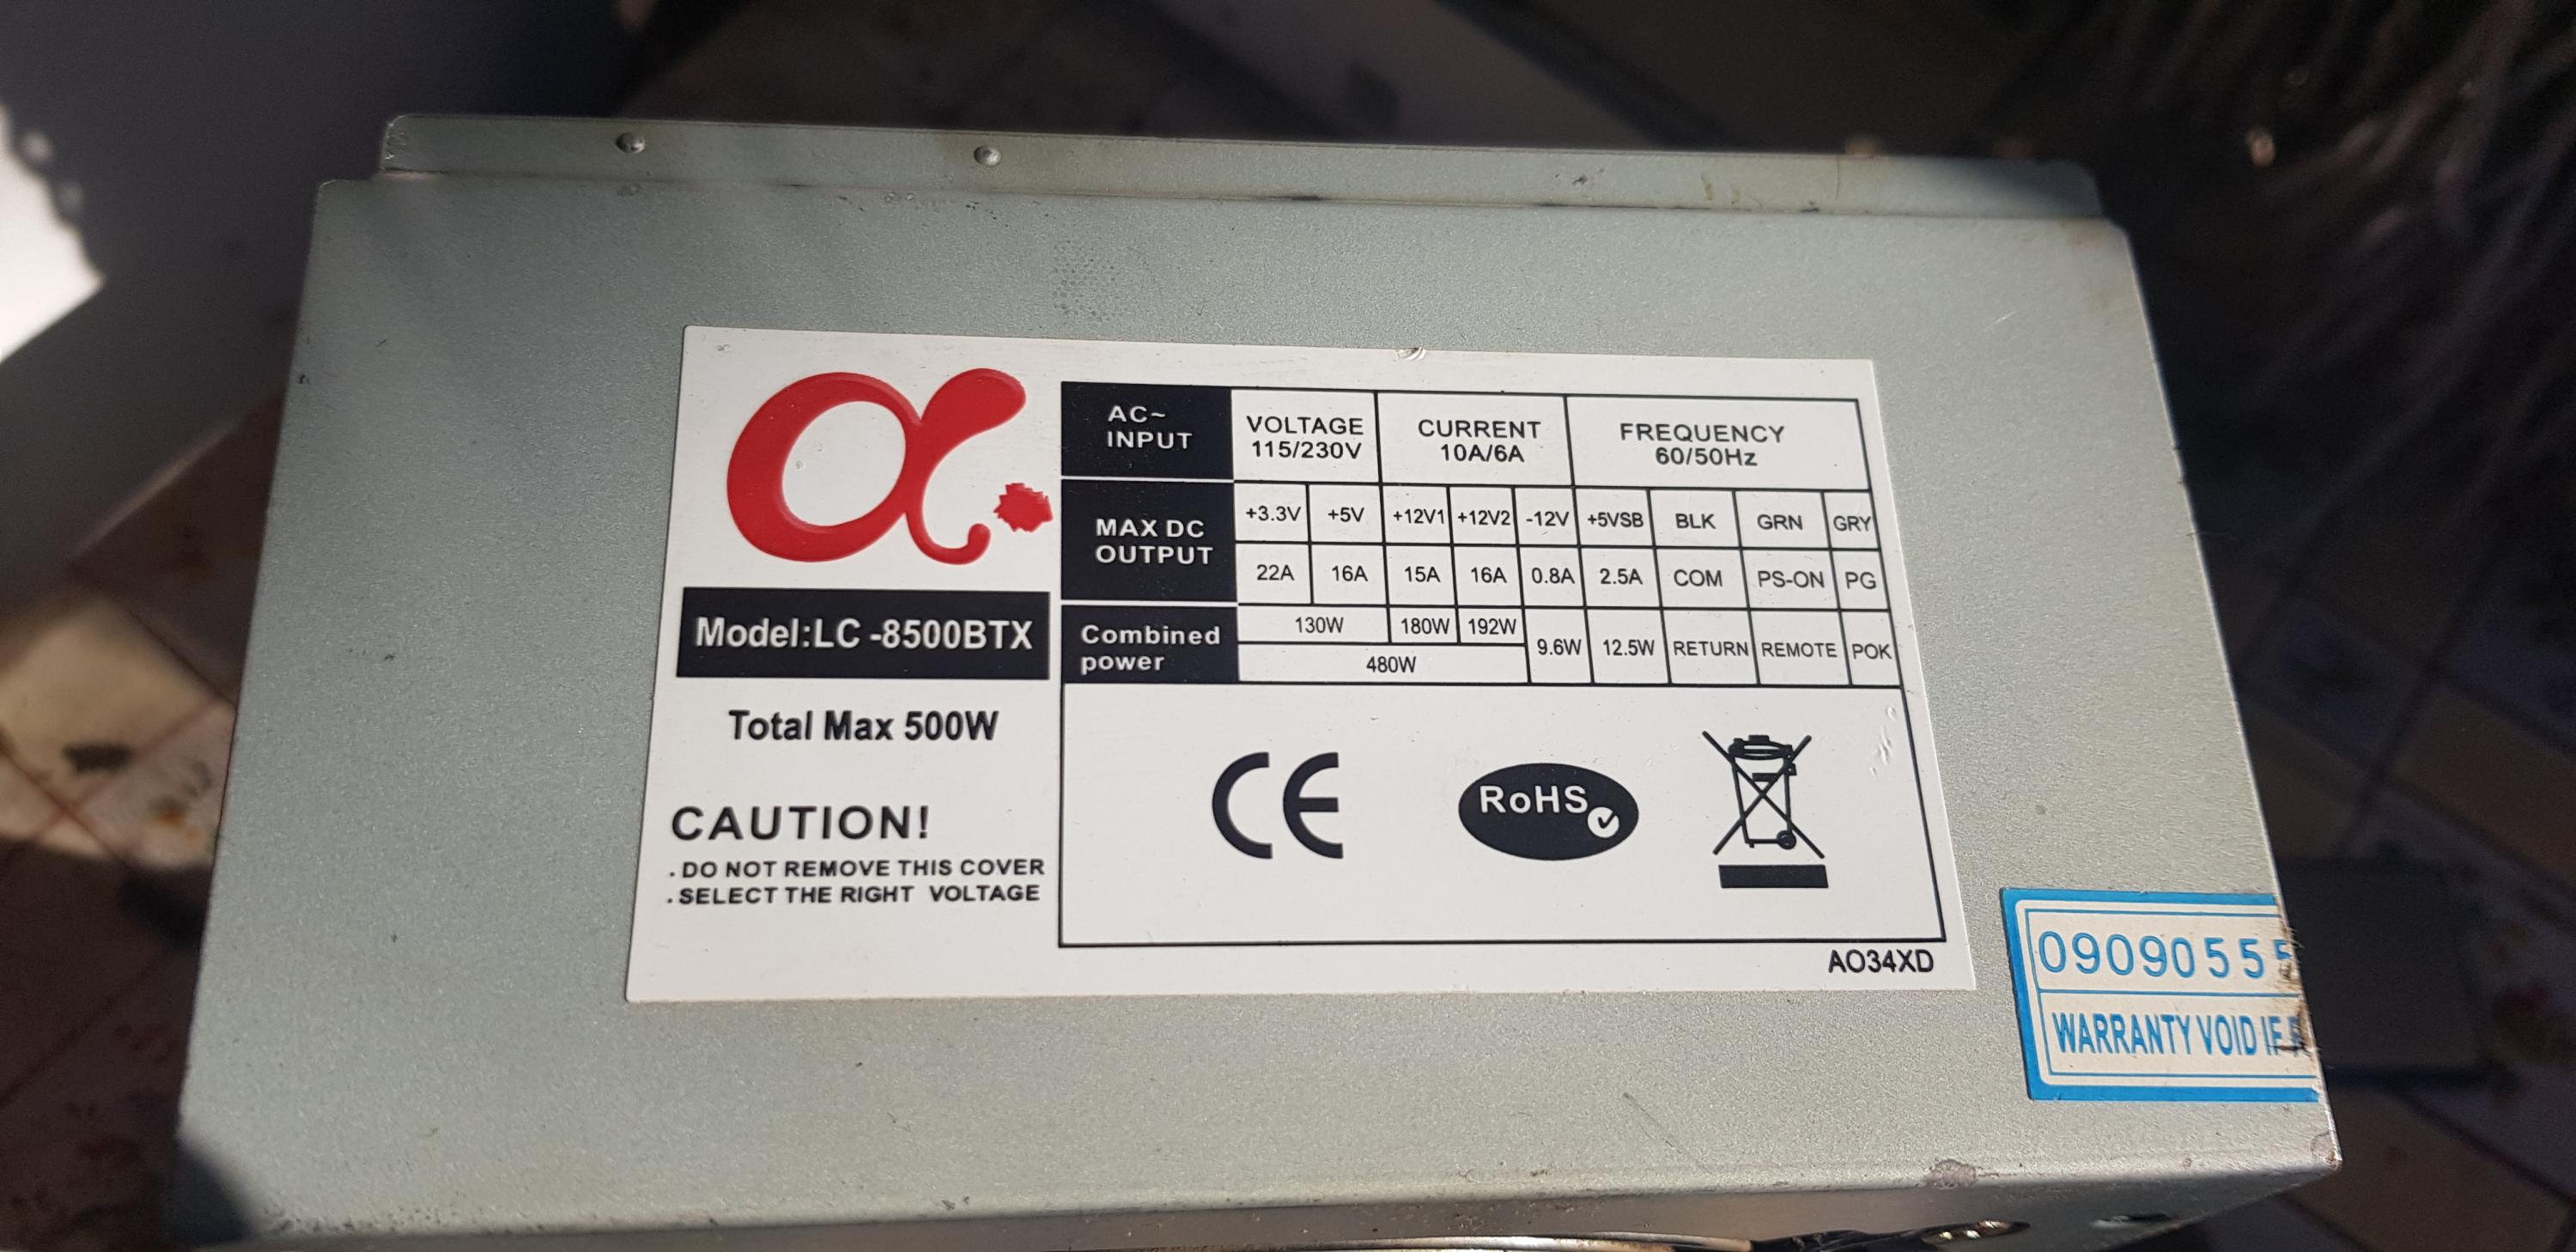 α.
Model:LC -8500BTX
Total Max 500W
CAUTION!
. DO NOT REMOVE THIS COVER
. SELECT THE RIGHT VOLTAGE
AC~ INPUT
VOLTAGE 115/230V
CURRENT 10A/6A
FREQUENCY 60/50Hz
MAX DC OUTPUT
+3.3V +5V +12V1 +12V2 -12V +5VSB BLK GRN GRY
22A 16A 15A 16A 0.8A 2.5A COM PS-ON PG
Combined power
130W 180W 192W 9.6W 12.5W RETURN REMOTE POK
480W
CE
RoHS
AO34XD
0909055
WARRANTY VOID IF